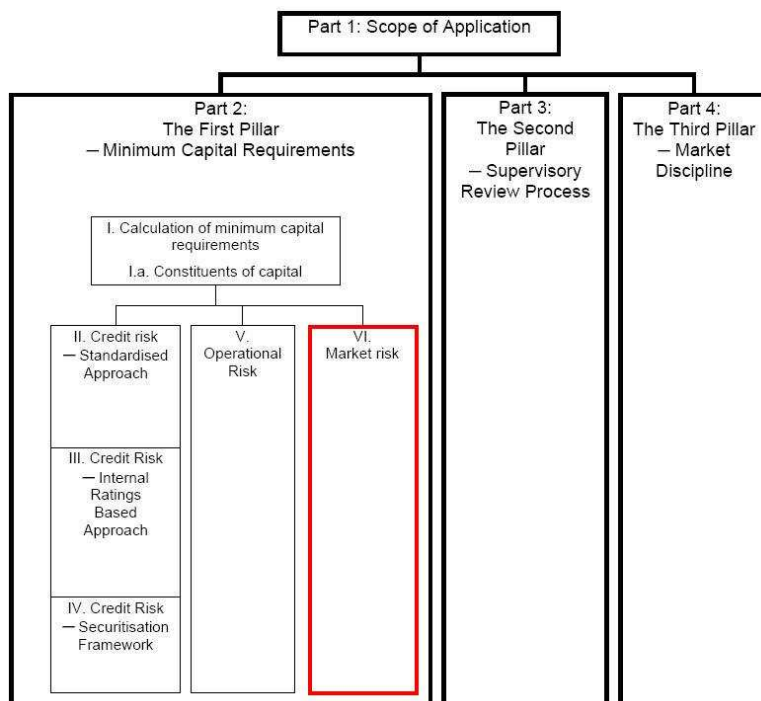 Part 1: Scope of Application
Part 2:
The First Pillar
— Minimum Capital Requirements
Part 3:
The Second
Pillar
— Supervisory
Review Process
Part 4:
The Third Pillar
— Market
Discipline
I. Calculation of minimum capital
requirements
I.a. Constituents of capital
II. Credit risk
— Standardised
Approach
III. Credit Risk
— Internal
Ratings
Based
Approach
IV. Credit Risk
— Securitisation
Framework
V.
Operational
Risk
VI.
Market risk